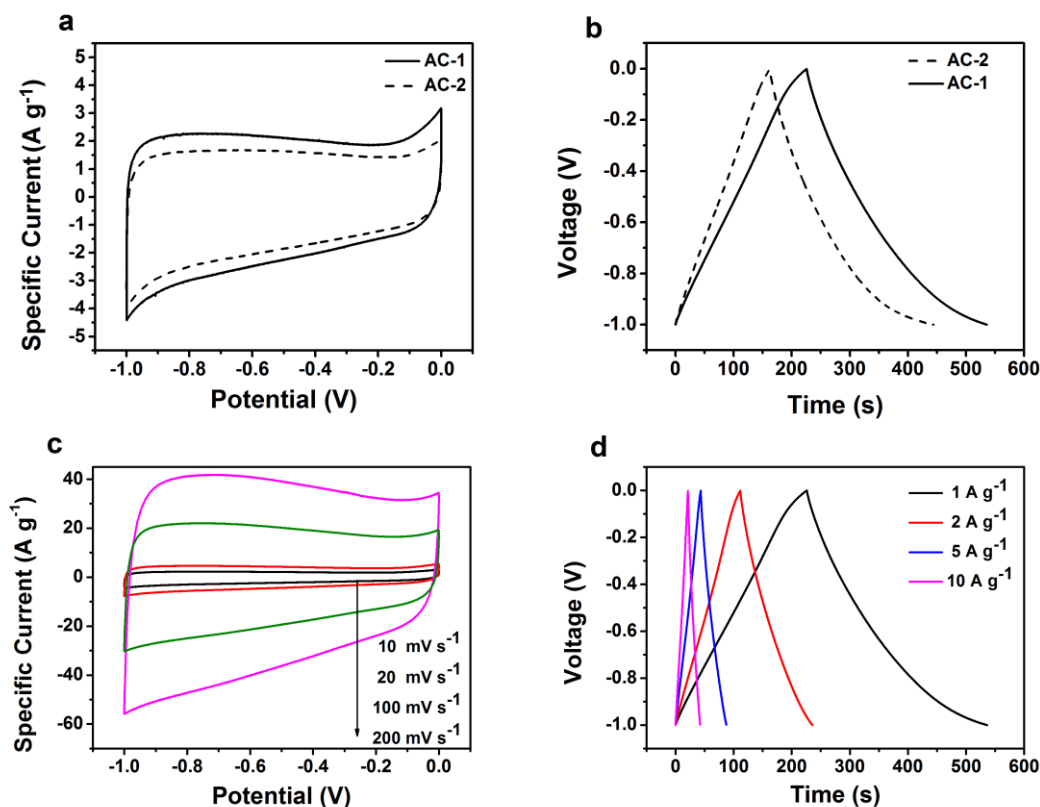 a
5
4
3
2
1
0
-1
-2
-3
-4
-5
Specific Current (A g⁻¹)
AC-1
AC-2
-1.0 -0.8 -0.6 -0.4 -0.2 0.0
Potential (V)
b
0.0
-0.2
-0.4
-0.6
-0.8
-1.0
Voltage (V)
AC-2
AC-1
0 100 200 300 400 500 600
Time (s)
c
40
20
0
-20
-40
-60
Specific Current (A g⁻¹)
10 mV s⁻¹
20 mV s⁻¹
100 mV s⁻¹
200 mV s⁻¹
-1.0 -0.8 -0.6 -0.4 -0.2 0.0
Potential (V)
d
0.0
-0.2
-0.4
-0.6
-0.8
-1.0
Voltage (V)
1 A g⁻¹
2 A g⁻¹
5 A g⁻¹
10 A g⁻¹
0 100 200 300 400 500 600
Time (s)